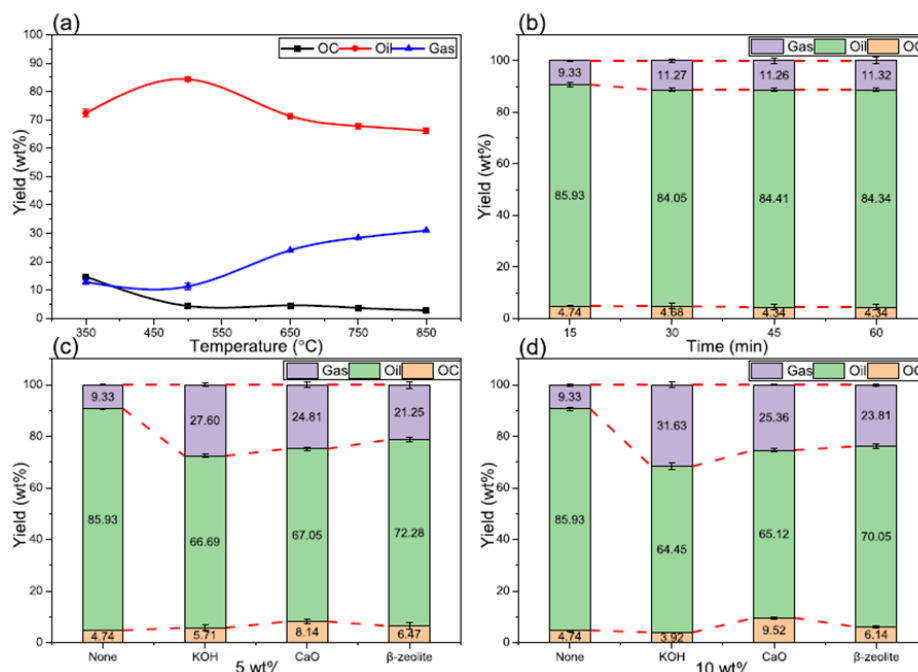 (a)
OC Oil Gas
100
90
80
70
60
50
40
30
20
10
0
Yield (wt%)
350 450 550 650 750 850
Temperature (°C)
(b)
Gas Oil OC
100
80
60
40
20
0
Yield (wt%)
9.33 11.27 11.26 11.32
85.93 84.05 84.41 84.34
4.74 4.68 4.34 4.34
15 30 45 60
Time (min)
(c)
Gas Oil OC
100
80
60
40
20
0
Yield (wt%)
9.33 27.60 24.81 21.25
85.93 66.69 67.05 72.28
4.74 5.71 8.14 6.47
None KOH CaO β-zeolite
5 wt%
(d)
Gas Oil OC
100
80
60
40
20
0
Yield (wt%)
9.33 31.63 25.36 23.81
85.93 64.45 65.12 70.05
4.74 3.92 9.52 6.14
None KOH CaO β-zeolite
10 wt%